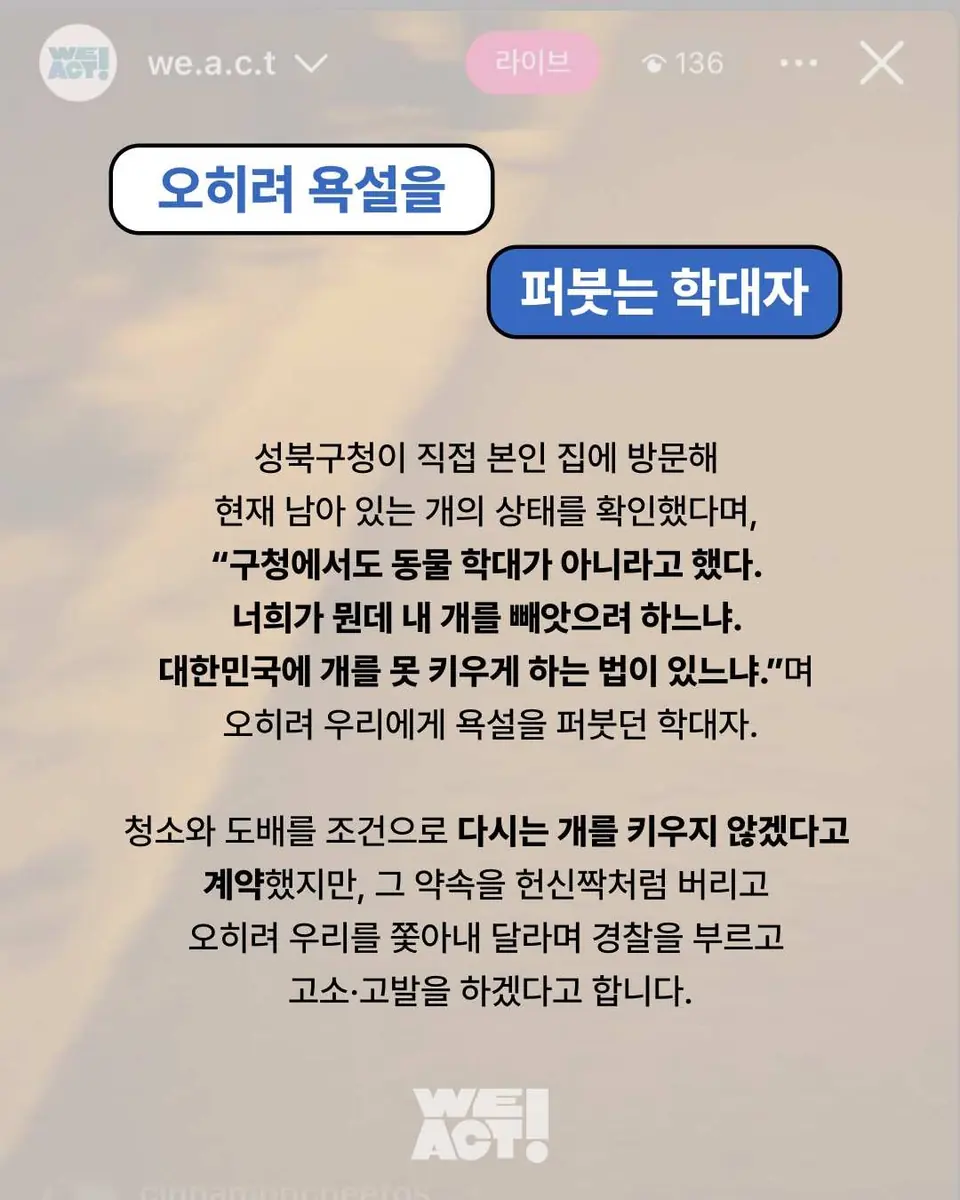 WE ACT!
we.a.c.t
라이브
136
오히려 욕설을
퍼붓는 학대자
성북구청이 직접 본인 집에 방문해
현재 남아 있는 개의 상태를 확인했다며,
“구청에서도 동물 학대가 아니라고 했다.
너희가 뭔데 내 개를 빼앗으려 하느냐.
대한민국에 개를 못 키우게 하는 법이 있느냐.”며
오히려 우리에게 욕설을 퍼붓던 학대자.
청소와 도배를 조건으로 다시는 개를 키우지 않겠다고
계약했지만, 그 약속을 헌신짝처럼 버리고
오히려 우리를 쫓아내 달라며 경찰을 부르고
고소·고발을 하겠다고 합니다.
WE
ACT!